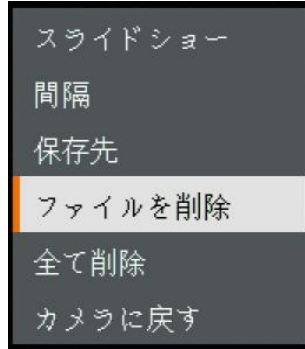 スライドショー
間隔
保存先
ファイルを削除
全て削除
カメラに戻す